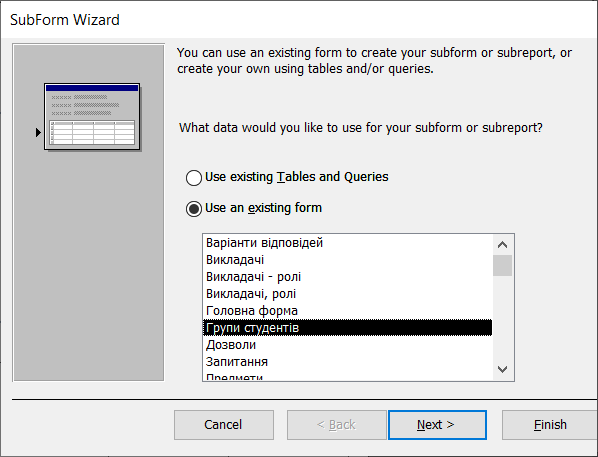 SubForm Wizard
You can use an existing form to create your subform or subreport, or
create your own using tables and/or queries.
What data would you like to use for your subform or subreport?
Use existing Tables and Queries
Use an existing form
Варіанти відповідей
Викладачі
Викладачі - ролі
Викладачі, ролі
Головна форма
Групи студентів
Дозволи
Запитання
Предмети
Cancel
< Back
Next >
Finish